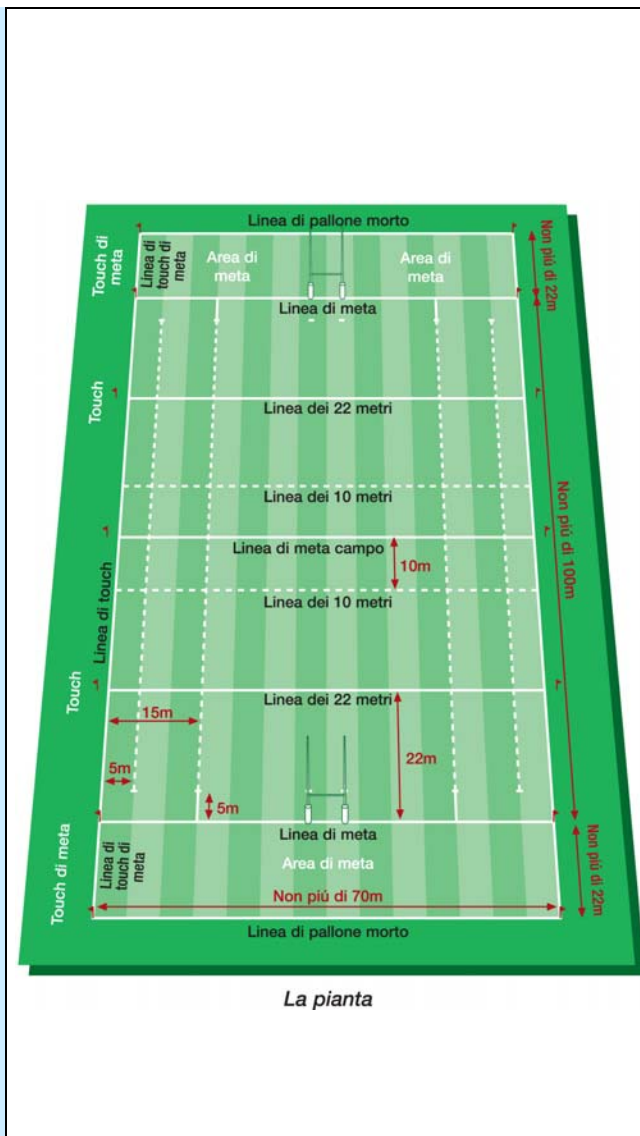 Linea di pallone morto
Touch di
meta
Linea di
touch di
meta
Area di
meta
Area di
meta
Non piú di 22m
Linea di meta
Touch
Linea dei 22 metri
Linea dei 10 metri
Linea di meta campo
10m
Non piú di 100m
Linea di touch
Linea dei 10 metri
Touch
Linea dei 22 metri
15m
22m
5m
5m
Linea di meta
Touch di meta
Linea di
touch di
meta
Area di meta
Non piú di 22m
Non piú di 70m
Linea di pallone morto
La pianta